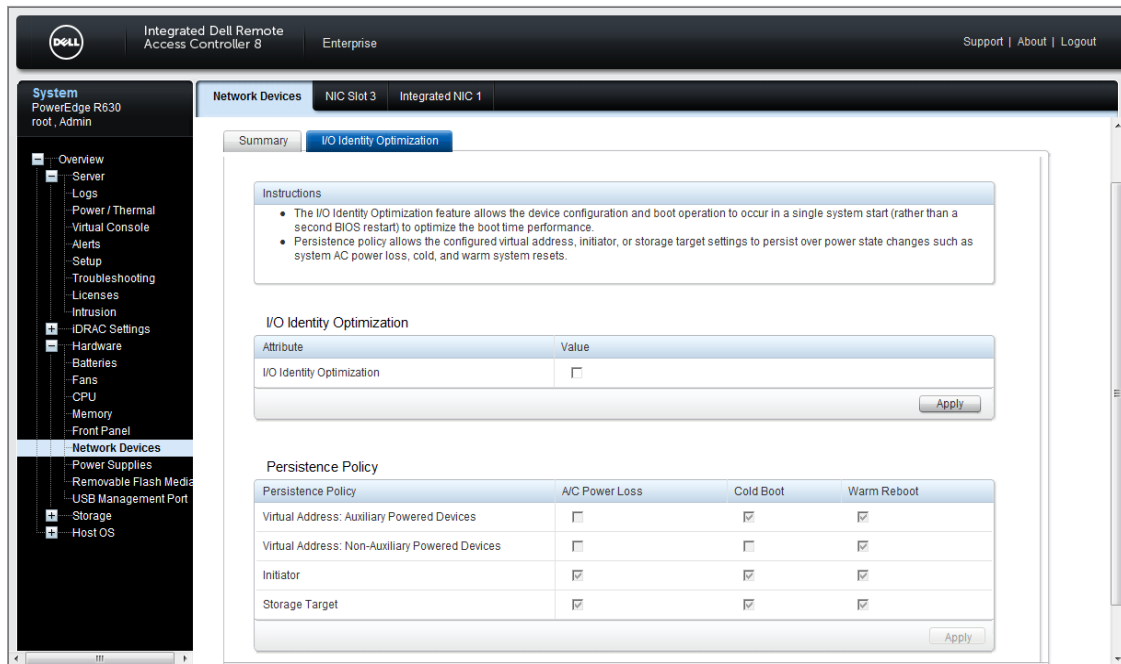 DELL
Integrated Dell Remote
Access Controller 8
Enterprise
Support | About | Logout
System
PowerEdge R630
root , Admin
Overview
Server
Logs
Power / Thermal
Virtual Console
Alerts
Setup
Troubleshooting
Licenses
Intrusion
iDRAC Settings
Hardware
Batteries
Fans
CPU
Memory
Front Panel
Network Devices
Power Supplies
Removable Flash Media
USB Management Port
Storage
Host OS
Network Devices NIC Slot 3 Integrated NIC 1
Summary I/O Identity Optimization
Instructions
● The I/O Identity Optimization feature allows the device configuration and boot operation to occur in a single system start (rather than a
second BIOS restart) to optimize the boot time performance.
● Persistence policy allows the configured virtual address, initiator, or storage target settings to persist over power state changes such as
system AC power loss, cold, and warm system resets.
I/O Identity Optimization
Attribute Value
I/O Identity Optimization
Apply
Persistence Policy
Persistence Policy A/C Power Loss Cold Boot Warm Reboot
Virtual Address: Auxiliary Powered Devices
Virtual Address: Non-Auxiliary Powered Devices
Initiator
Storage Target
Apply